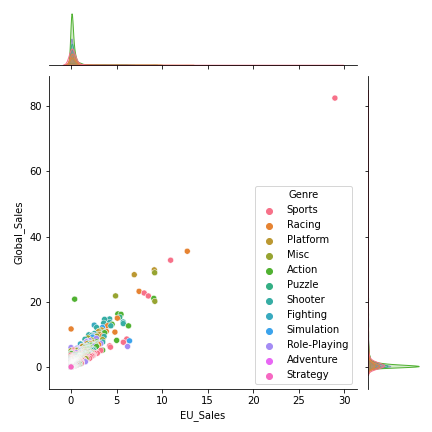 80
60
40
20
0
Global_Sales
Genre
Sports
Racing
Platform
Misc
Action
Puzzle
Shooter
Fighting
Simulation
Role-Playing
Adventure
Strategy
0 5 10 15 20 25 30
EU_Sales